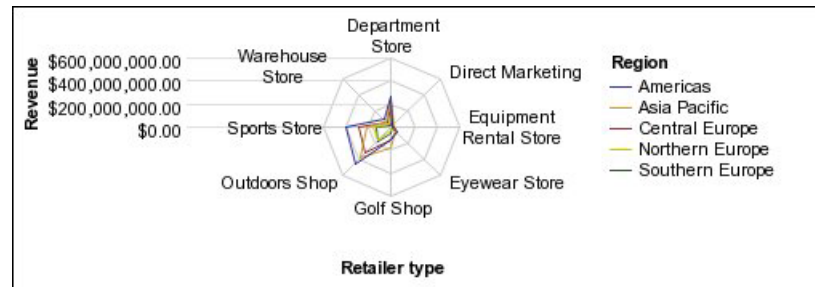 Department
Store
Direct Marketing
Equipment
Rental Store
Eyewear Store
Golf Shop
Outdoors Shop
Sports Store
Warehouse
Store
Revenue
$600,000,000.00
$400,000,000.00
$200,000,000.00
$0.00
Region
Americas
Asia Pacific
Central Europe
Northern Europe
Southern Europe
Retailer type